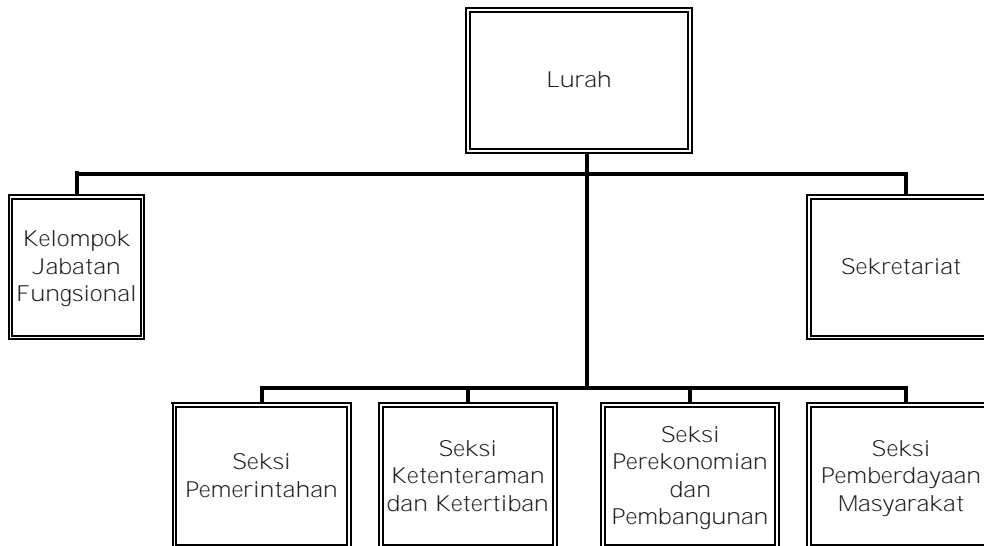 Lurah
Kelompok
Jabatan
Fungsional
Sekretariat
Seksi
Pemerintahan
Seksi
Ketenteraman
dan Ketertiban
Seksi
Perekonomian
dan
Pembangunan
Seksi
Pemberdayaan
Masyarakat